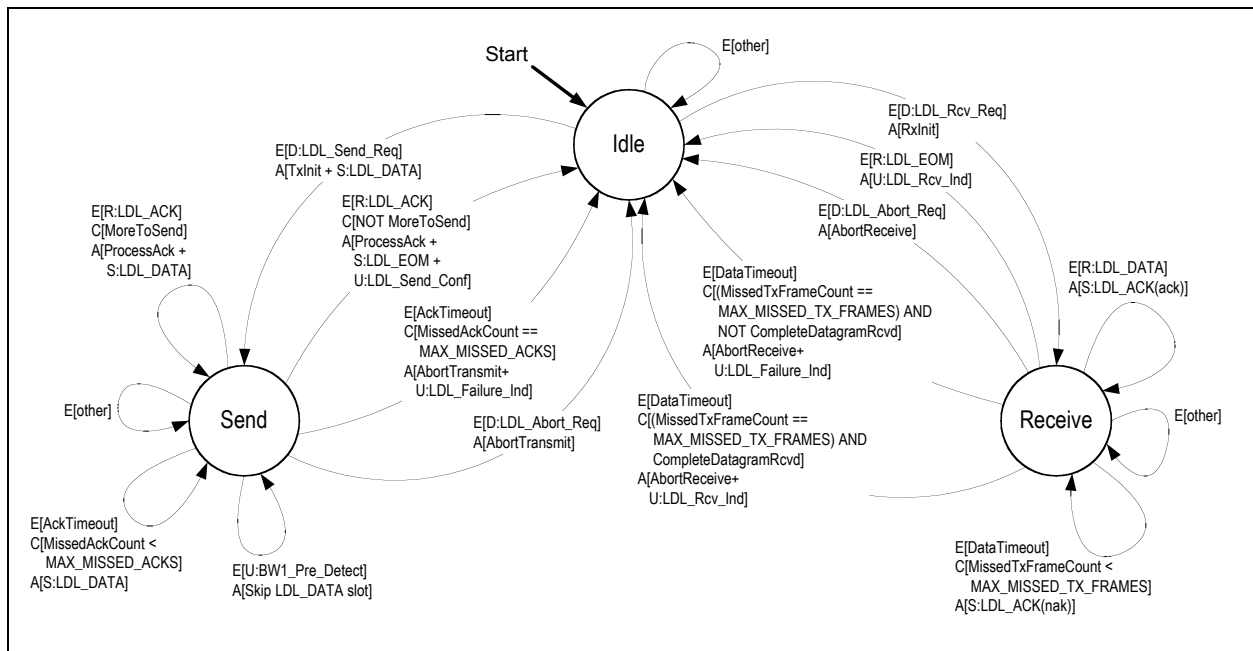 Start
E[other]
Idle
E[D:LDL_Rcv_Req]
A[RxInit]
E[R:LDL_EOM]
A[U:LDL_Rcv_Ind]
E[D:LDL_Abort_Req]
A[AbortReceive]
E[D:LDL_Send_Req]
A[TxInit + S:LDL_DATA]
E[R:LDL_ACK]
C[NOT MoreToSend]
A[ProcessAck +
S:LDL_EOM +
U:LDL_Send_Conf]
E[R:LDL_ACK]
C[MoreToSend]
A[ProcessAck +
S:LDL_DATA]
E[AckTimeout]
C[MissedAckCount ==
MAX_MISSED_ACKS]
A[AbortTransmit+
U:LDL_Failure_Ind]
E[DataTimeout]
C[(MissedTxFrameCount ==
MAX_MISSED_TX_FRAMES) AND
NOT CompleteDatagramRcvd]
A[AbortReceive+
U:LDL_Failure_Ind]
E[R:LDL_DATA]
A[S:LDL_ACK(ack)]
E[other]
Send
E[D:LDL_Abort_Req]
A[AbortTransmit]
E[DataTimeout]
C[(MissedTxFrameCount ==
MAX_MISSED_TX_FRAMES) AND
CompleteDatagramRcvd]
A[AbortReceive+
U:LDL_Rcv_Ind]
Receive
E[other]
E[AckTimeout]
C[MissedAckCount <
MAX_MISSED_ACKS]
A[S:LDL_DATA]
E[U:BW1_Pre_Detect]
A[Skip LDL_DATA slot]
E[DataTimeout]
C[MissedTxFrameCount <
MAX_MISSED_TX_FRAMES]
A[S:LDL_ACK(nak)]